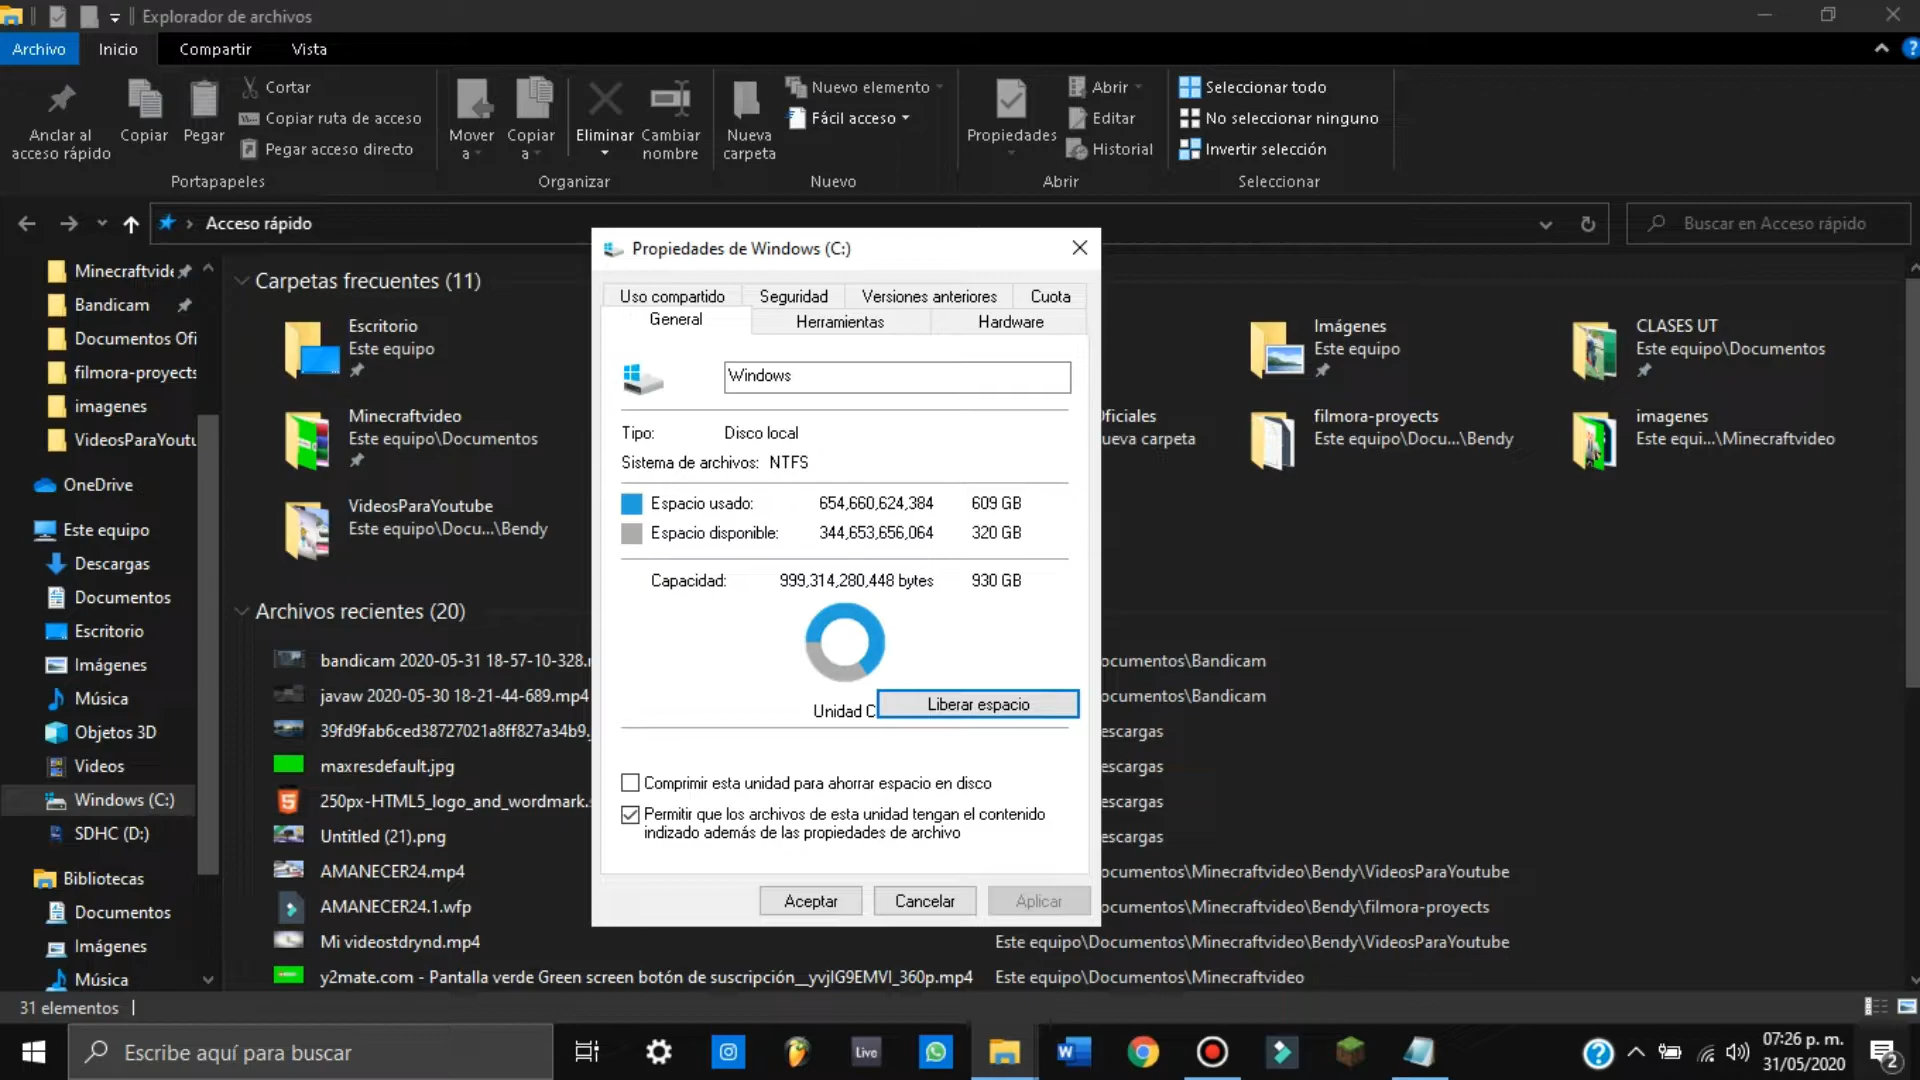 Explorador de archivos
Archivo Inicio Compartir Vista
Anclar al acceso rápido
Copiar
Pegar
Cortar
Copiar ruta de acceso
Pegar acceso directo
Portapapeles
Mover a
Copiar a
Eliminar
Cambiar nombre
Organizar
Nueva carpeta
Nuevo elemento
Fácil acceso
Nuevo
Propiedades
Abrir
Editar
Historial
Abrir
Seleccionar todo
No seleccionar ninguno
Invertir selección
Seleccionar
Acceso rápido
Buscar en Acceso rápido
Minecraftvide
Bandicam
Documentos Ofi
filmora-proyects
imagenes
VideosParaYoutu
OneDrive
Este equipo
Descargas
Documentos
Escritorio
Imágenes
Música
Objetos 3D
Videos
Windows (C:)
SDHC (D:)
Bibliotecas
Documentos
Imágenes
Música
Carpetas frecuentes (11)
Escritorio
Este equipo
Minecraftvideo
Este equipo\Documentos
VideosParaYoutube
Este equipo\Docu...\Bendy
Oficiales
ueva carpeta
Imágenes
Este equipo
filmora-proyects
Este equipo\Docu...\Bendy
CLASES UT
Este equipo\Documentos
imagenes
Este equi...\Minecraftvideo
Archivos recientes (20)
bandicam 2020-05-31 18-57-10-328.r ocumentos\Bandicam
javaw 2020-05-30 18-21-44-689.mp4 ocumentos\Bandicam
39fd9fab6ced38727021a8ff827a34b9. escargas
maxresdefault.jpg escargas
250px-HTML5_logo_and_wordmark. escargas
Untitled (21).png escargas
AMANECER24.mp4 ocumentos\Minecraftvideo\Bendy\VideosParaYoutube
AMANECER24.1.wfp ocumentos\Minecraftvideo\Bendy\filmora-proyects
Mi videostdrynd.mp4 Este equipo\Documentos\Minecraftvideo\Bendy\VideosParaYoutube
y2mate.com - Pantalla verde Green screen botón de suscripción__yvjIG9EMVI_360p.mp4 Este equipo\Documentos\Minecraftvideo
Propiedades de Windows (C:)
Uso compartido Seguridad Versiones anteriores Cuota
General Herramientas Hardware
Windows
Tipo: Disco local
Sistema de archivos: NTFS
Espacio usado: 654,660,624,384 609 GB
Espacio disponible: 344,653,656,064 320 GB
Capacidad: 999,314,280,448 bytes 930 GB
Unidad C
Liberar espacio
Comprimir esta unidad para ahorrar espacio en disco
Permitir que los archivos de esta unidad tengan el contenido
indizado además de las propiedades de archivo
Aceptar Cancelar Aplicar
31 elementos
Escribe aquí para buscar
Live
07:26 p. m.
31/05/2020
2